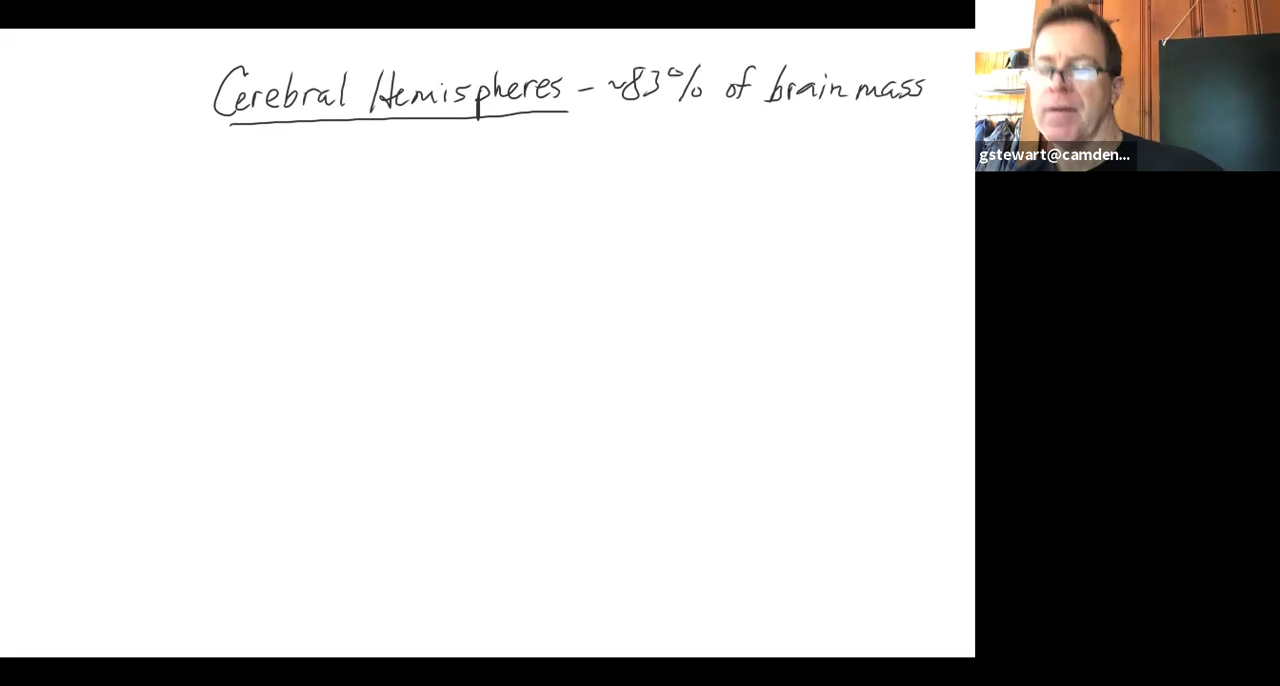 Cerebral Hemispheres - ~83% of brain mass
gstewart@camden...